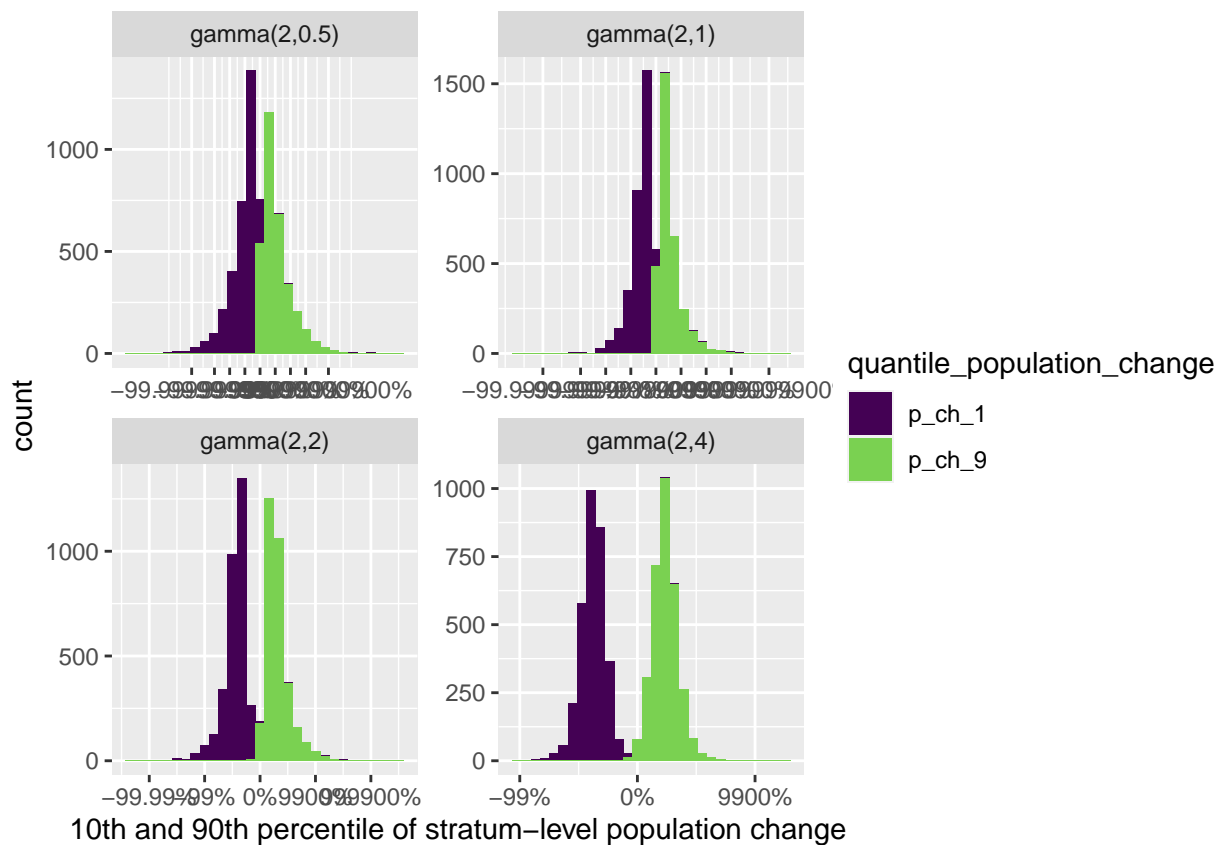 gamma(2,0.5)
gamma(2,1)
1000
500
0
1500
1000
500
0
count
gamma(2,2)
gamma(2,4)
1000
500
0
1000
750
500
250
0
−99.99%
−99%
0%
9900%
−99%
0%
9900%
10th and 90th percentile of stratum−level population change
quantile_population_change
p_ch_1
p_ch_9